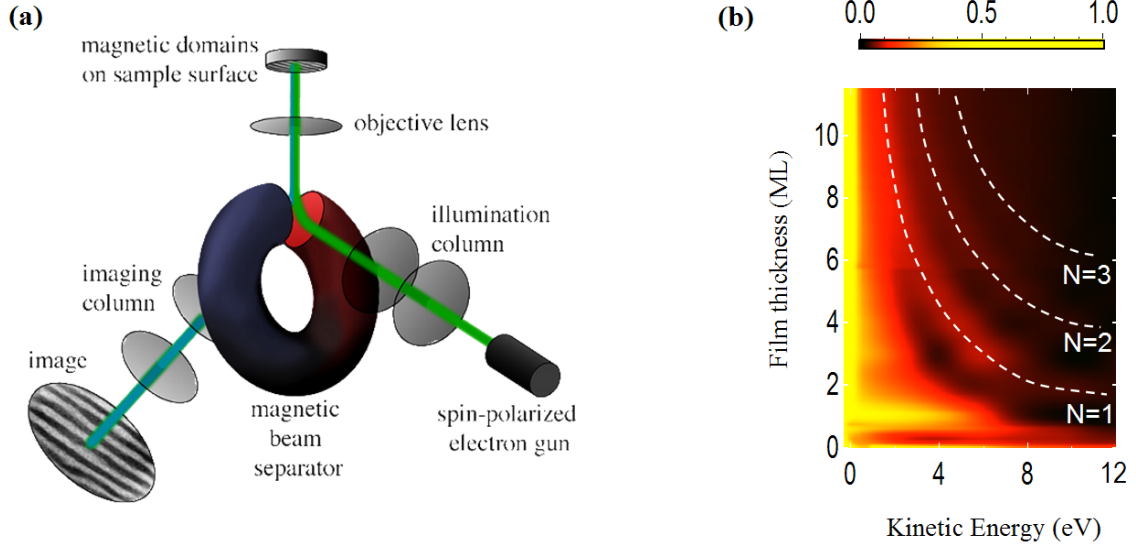 (a)
magnetic domains
on sample surface
objective lens
illumination
column
imaging
column
image
magnetic
beam
separator
spin-polarized
electron gun
(b)
0.0 0.5 1.0
Film thickness (ML)
10
8
6
4
2
0
N=3
N=2
N=1
0 4 8 12
Kinetic Energy (eV)